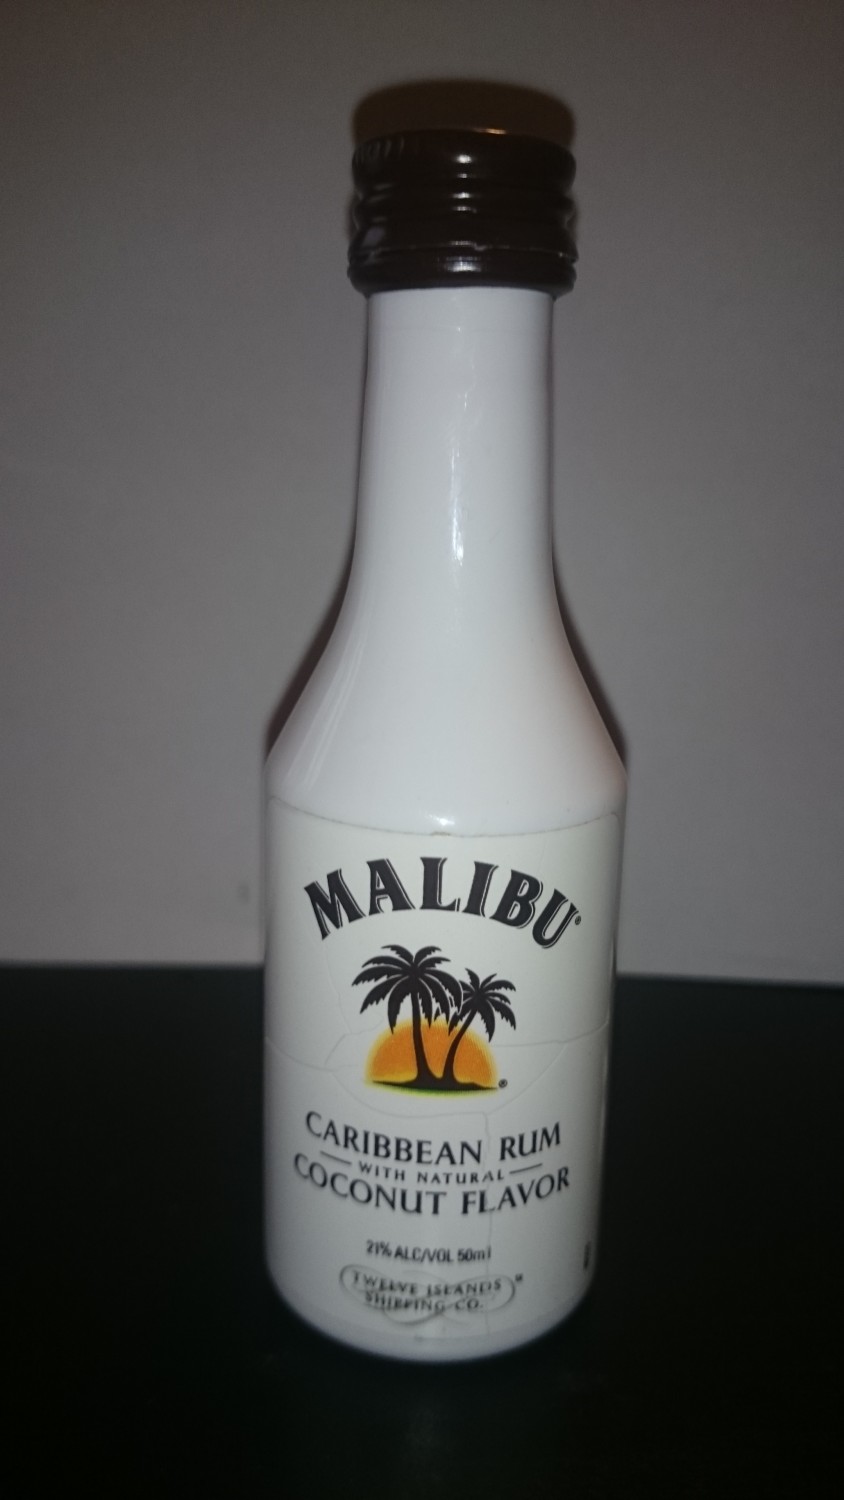 MALIBU®
®
CARIBBEAN RUM
WITH NATURAL
COCONUT FLAVOR
21% ALC/VOL 50ml
TWELVE ISLANDS
SHIPPING CO.